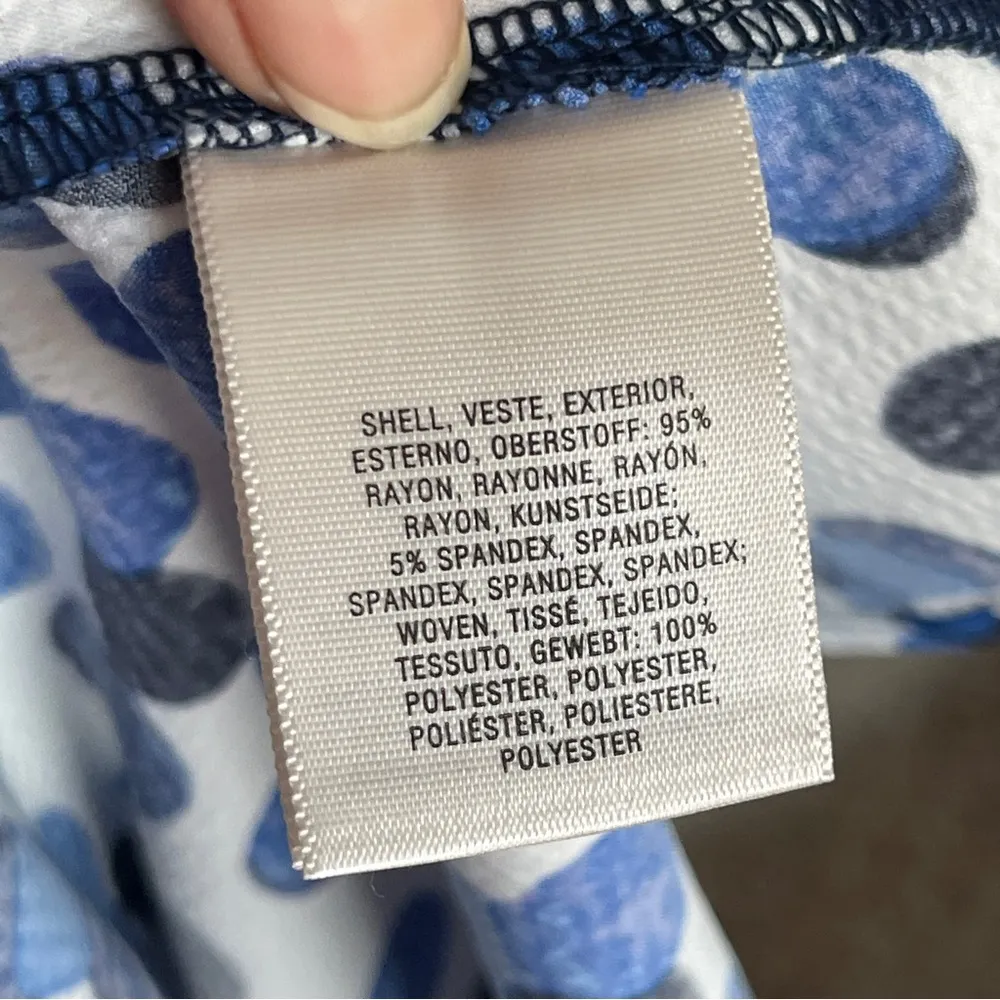 SHELL, VESTE, EXTERIOR,
ESTERNO, OBERSTOFF: 95%
RAYON, RAYONNE, RAYÓN,
RAYON, KUNSTSEIDE;
5% SPANDEX, SPANDEX,
SPANDEX, SPANDEX, SPANDEX;
WOVEN, TISSÉ, TEJEIDO,
TESSUTO, GEWEBT: 100%
POLYESTER, POLYESTER,
POLIÉSTER, POLIESTERE,
POLYESTER